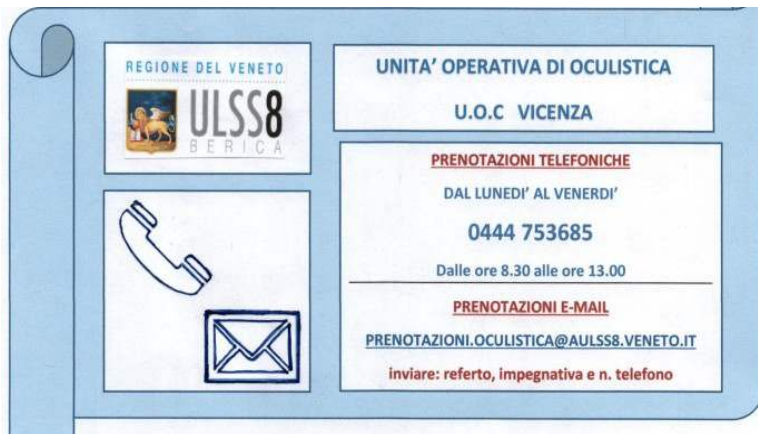 REGIONE DEL VENETO
ULSS8
BERICA
UNITA' OPERATIVA DI OCULISTICA
U.O.C VICENZA
PRENOTAZIONI TELEFONICHE
DAL LUNEDI' AL VENERDI'
0444 753685
Dalle ore 8.30 alle ore 13.00
PRENOTAZIONI E-MAIL
PRENOTAZIONI.OCULISTICA@AULSS8.VENETO.IT
inviare: referto, impegnativa e n. telefono